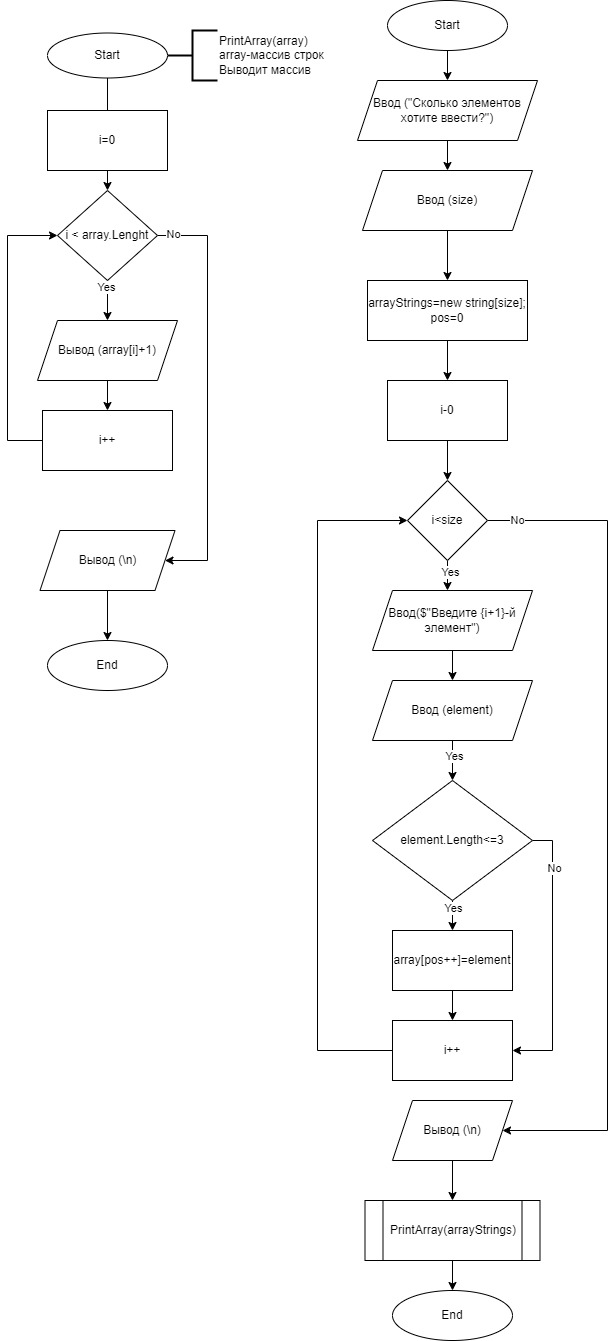 Start
PrintArray(array)
array-массив строк
Выводит массив
i=0
i < array.Lenght
No
Yes
Вывод (array[i]+1)
i++
Вывод (\n)
End
Start
Ввод ("Сколько элементов
хотите ввести?")
Ввод (size)
arrayStrings=new string[size];
pos=0
i-0
i<size
No
Yes
Ввод($"Введите {i+1}-й
элемент")
Ввод (element)
Yes
element.Length<=3
No
Yes
array[pos++]=element
i++
Вывод (\n)
PrintArray(arrayStrings)
End